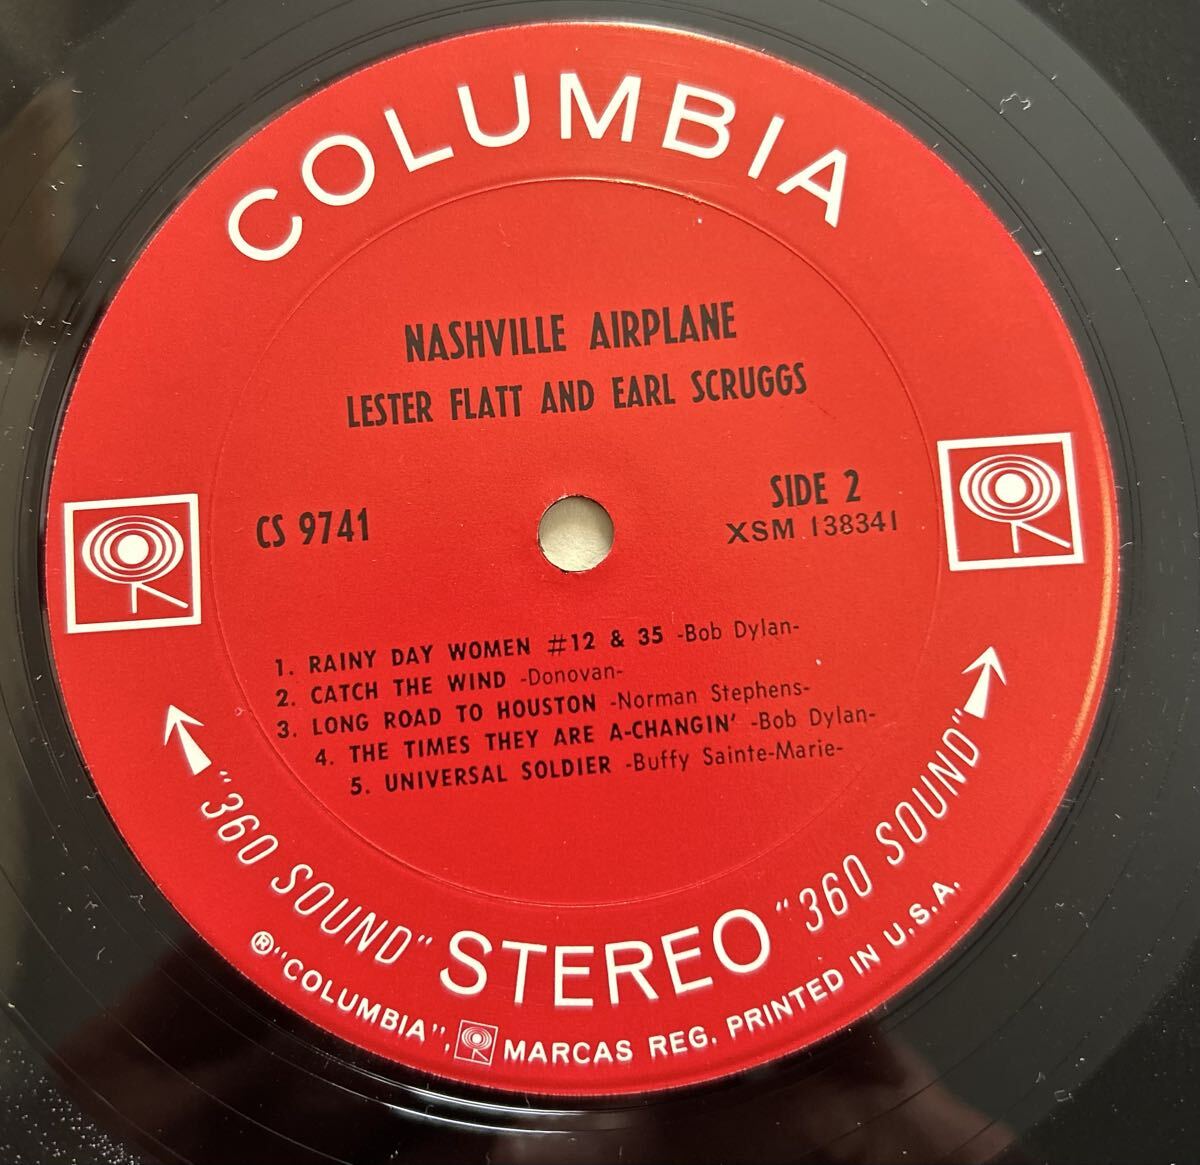 COLUMBIA
NASHVILLE AIRPLANE
LESTER FLATT AND EARL SCRUGGS
CS 9741
SIDE 2
XSM 138341
1. RAINY DAY WOMEN #12 & 35 -Bob Dylan-
2. CATCH THE WIND -Donovan-
3. LONG ROAD TO HOUSTON -Norman Stephens-
4. THE TIMES THEY ARE A-CHANGIN' -Bob Dylan-
5. UNIVERSAL SOLDIER -Buffy Sainte-Marie-
"360 SOUND" STEREO "360 SOUND"
® "COLUMBIA", MARCAS REG. PRINTED IN U.S.A.